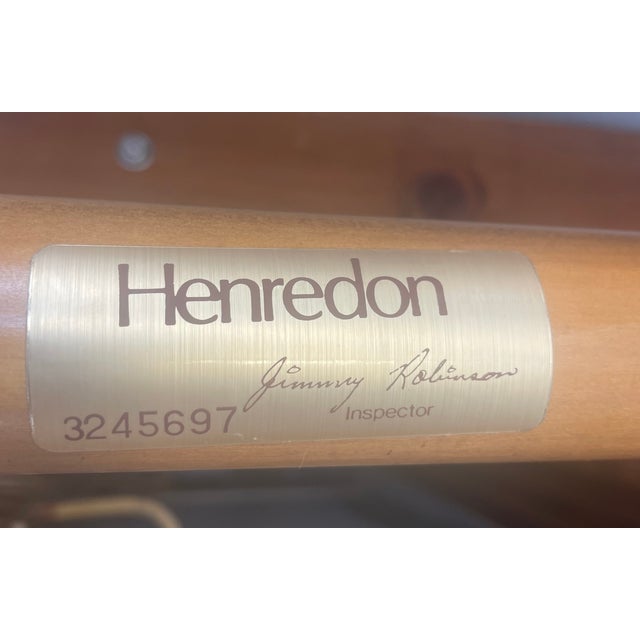 Henredon
Jimmy Robinson
3245697 Inspector